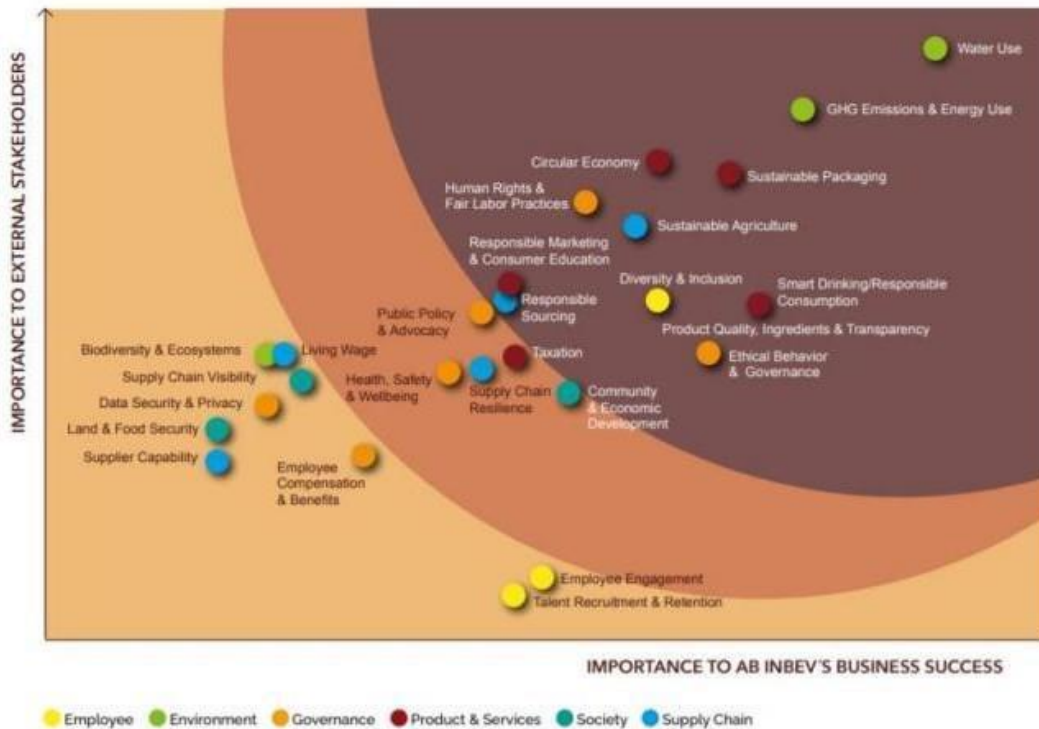 IMPORTANCE TO EXTERNAL STAKEHOLDERS
Water Use
GHG Emissions & Energy Use
Circular Economy
Sustainable Packaging
Human Rights &
Fair Labor Practices
Sustainable Agriculture
Responsible Marketing
& Consumer Education
Diversity & Inclusion
Smart Drinking/Responsible
Consumption
Responsible
Sourcing
Public Policy
& Advocacy
Product Quality, Ingredients & Transparency
Ethical Behavior
& Governance
Taxation
Biodiversity & Ecosystems
Living Wage
Supply Chain Visibility
Health, Safety
& Wellbeing
Supply Chain
Resilience
Community
& Economic
Development
Data Security & Privacy
Land & Food Security
Supplier Capability
Employee
Compensation
& Benefits
Employee Engagement
Talent Recruitment & Retention
IMPORTANCE TO AB INBEV'S BUSINESS SUCCESS
Employee
Environment
Governance
Product & Services
Society
Supply Chain